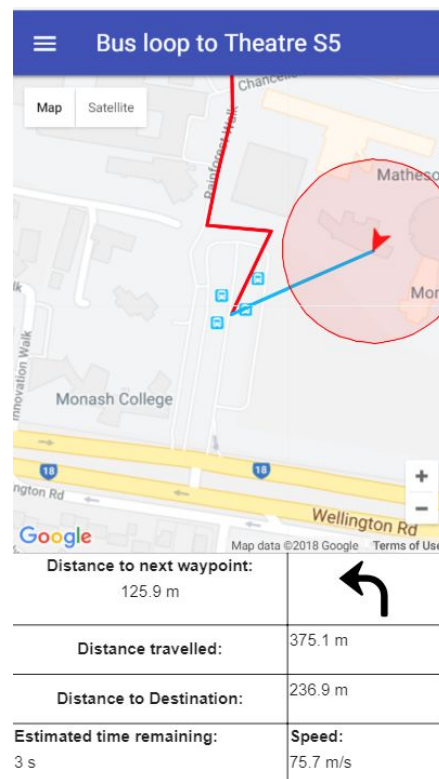 Bus loop to Theatre S5
Chancell
Map Satellite
Rainforest Walk
Matheso
Mor
Innovation Walk
Monash College
18 18
ngton Rd
Wellington Rd
Google
Map data ©2018 Google Terms of Use
Distance to next waypoint:
125.9 m
Distance travelled: 375.1 m
Distance to Destination: 236.9 m
Estimated time remaining: Speed:
3 s 75.7 m/s